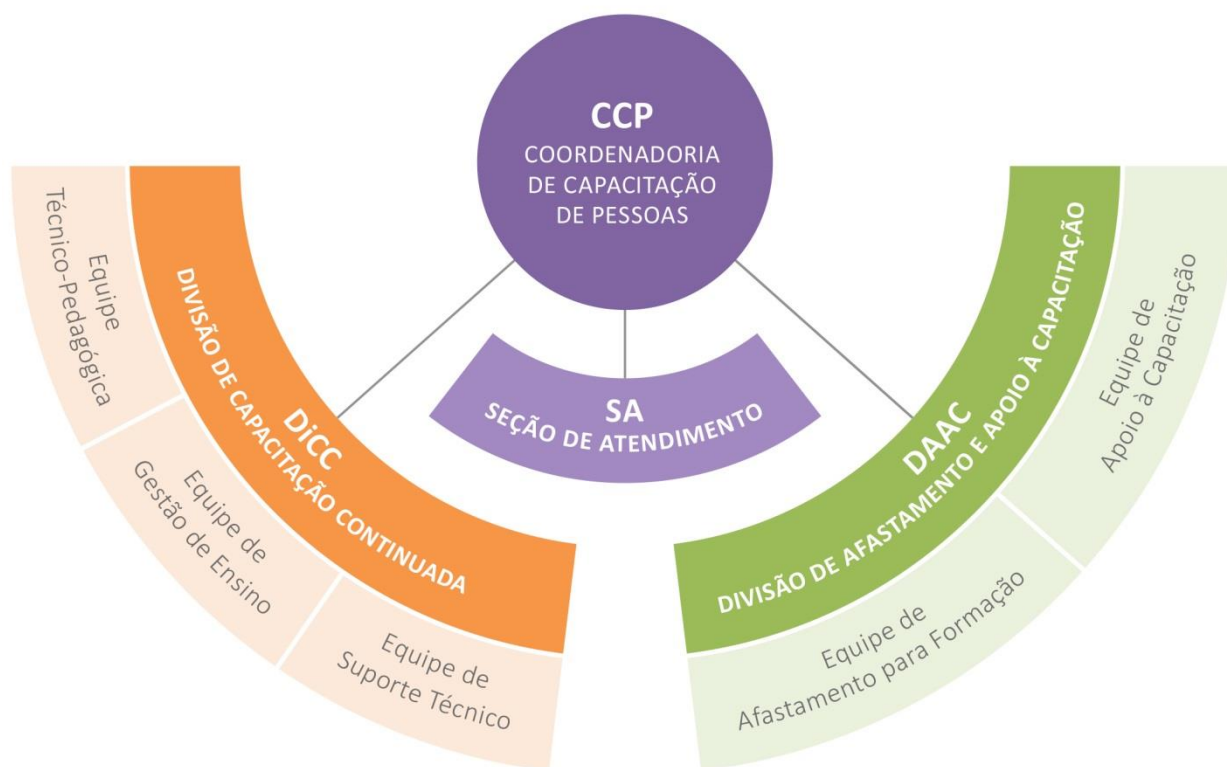 CCP
COORDENADORIA
DE CAPACITAÇÃO
DE PESSOAS
SA
SEÇÃO DE ATENDIMENTO
DiCC
DIVISÃO DE CAPACITAÇÃO CONTINUADA
Equipe
Técnico-Pedagógica
Equipe de
Gestão de Ensino
Equipe de
Suporte Técnico
DAAC
DIVISÃO DE AFASTAMENTO E APOIO À CAPACITAÇÃO
Equipe de
Afastamento para Formação
Equipe de
Apoio à Capacitação